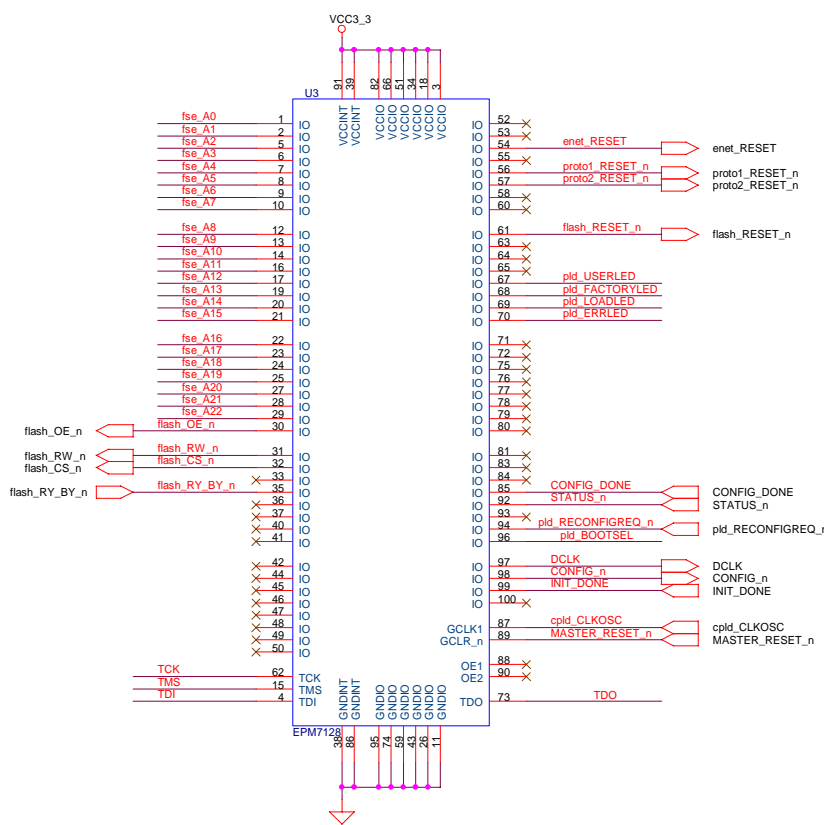 VCC3_3
91 39 82 66 51 34 18 3
U3
VCCINT VCCINT VCCIO VCCIO VCCIO VCCIO VCCIO VCCIO
fse_A0 1 IO
fse_A1 2 IO
fse_A2 5 IO
fse_A3 6 IO
fse_A4 7 IO
fse_A5 8 IO
fse_A6 9 IO
fse_A7 10 IO
fse_A8 12 IO
fse_A9 13 IO
fse_A10 14 IO
fse_A11 16 IO
fse_A12 17 IO
fse_A13 19 IO
fse_A14 20 IO
fse_A15 21 IO
fse_A16 22 IO
fse_A17 23 IO
fse_A18 24 IO
fse_A19 25 IO
fse_A20 27 IO
fse_A21 28 IO
fse_A22 29 IO
flash_OE_n flash_OE_n 30 IO
flash_RW_n flash_RW_n 31 IO
flash_CS_n flash_CS_n 32 IO
33 IO
flash_RY_BY_n flash_RY_BY_n 35 IO
36 IO
37 IO
40 IO
41 IO
42 IO
44 IO
45 IO
46 IO
47 IO
48 IO
49 IO
50 IO
TCK 62 TCK
TMS 15 TMS
TDI 4 TDI
IO 52
IO 53
IO 54 enet_RESET enet_RESET
IO 55
IO 56 proto1_RESET_n proto1_RESET_n
IO 57 proto2_RESET_n proto2_RESET_n
IO 58
IO 60
IO 61 flash_RESET_n flash_RESET_n
IO 63
IO 64
IO 65
IO 67 pld_USERLED
IO 68 pld_FACTORYLED
IO 69 pld_LOADLED
IO 70 pld_ERRLED
IO 71
IO 72
IO 75
IO 76
IO 77
IO 78
IO 79
IO 80
IO 81
IO 83
IO 84
IO 85 CONFIG_DONE CONFIG_DONE
IO 92 STATUS_n STATUS_n
IO 93
IO 94 pld_RECONFIGREQ_n pld_RECONFIGREQ_n
IO 96 pld_BOOTSEL
IO 97 DCLK DCLK
IO 98 CONFIG_n CONFIG_n
IO 99 INIT_DONE INIT_DONE
IO 100
GCLK1 87 cpld_CLKOSC cpld_CLKOSC
GCLR_n 89 MASTER_RESET_n MASTER_RESET_n
OE1 88
OE2 90
TDO 73 TDO
GNDINT GNDINT GNDIO GNDIO GNDIO GNDIO GNDIO GNDIO
EPM7128
38 86 95 74 59 43 26 11